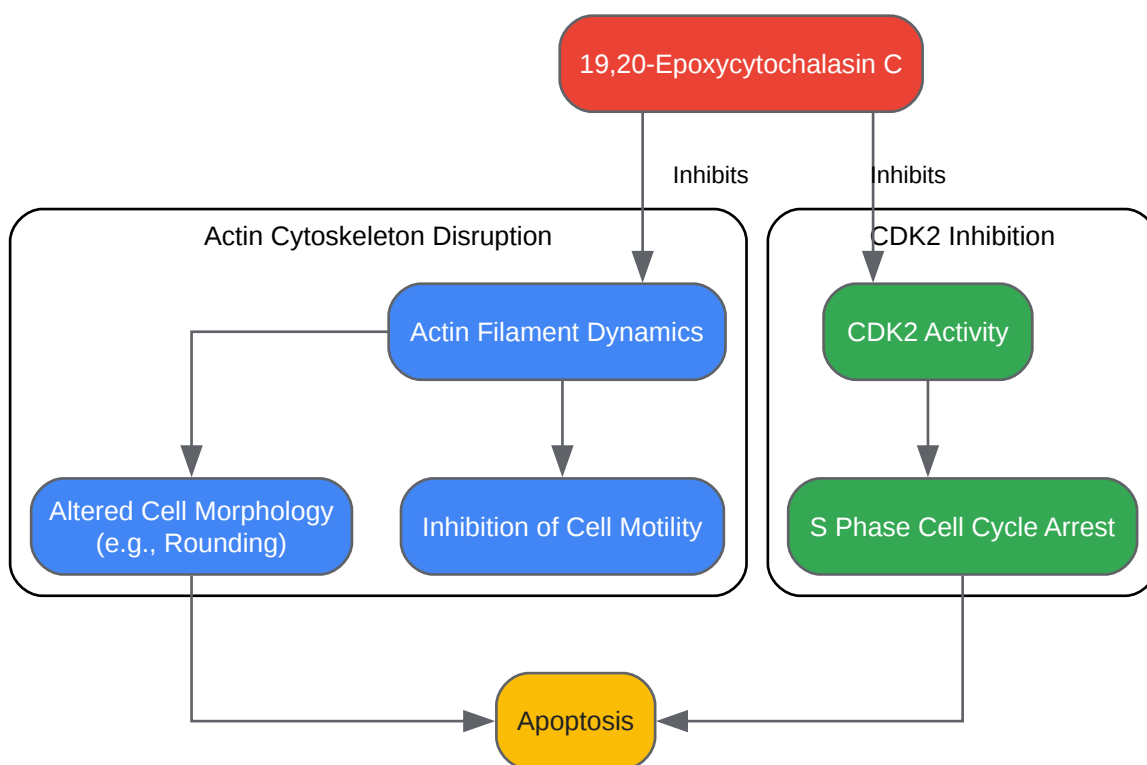 19,20-Epoxycytochalasin C
Inhibits
Inhibits
Actin Cytoskeleton Disruption
CDK2 Inhibition
Actin Filament Dynamics
CDK2 Activity
Altered Cell Morphology
(e.g., Rounding)
Inhibition of Cell Motility
S Phase Cell Cycle Arrest
Apoptosis